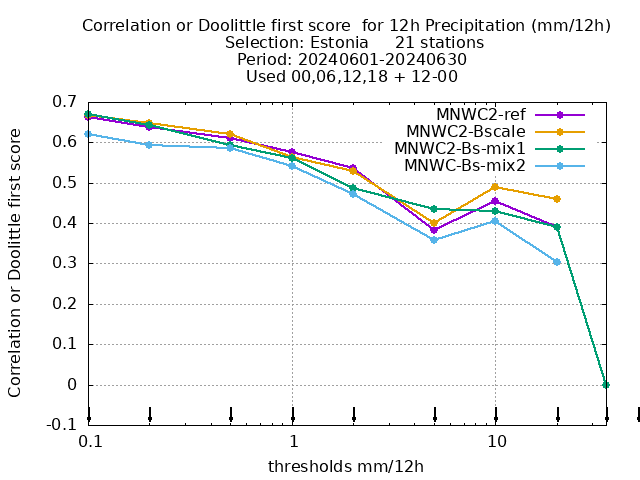 Correlation or Doolittle first score  for 12h Precipitation (mm/12h)
Selection: Estonia     21 stations
Period: 20240601-20240630
Used 00,06,12,18 + 12-00
MNWC2-ref
MNWC2-Bscale
MNWC2-Bs-mix1
MNWC-Bs-mix2
Correlation or Doolittle first score
0.7
0.6
0.5
0.4
0.3
0.2
0.1
0
-0.1
0.1 1 10
thresholds mm/12h